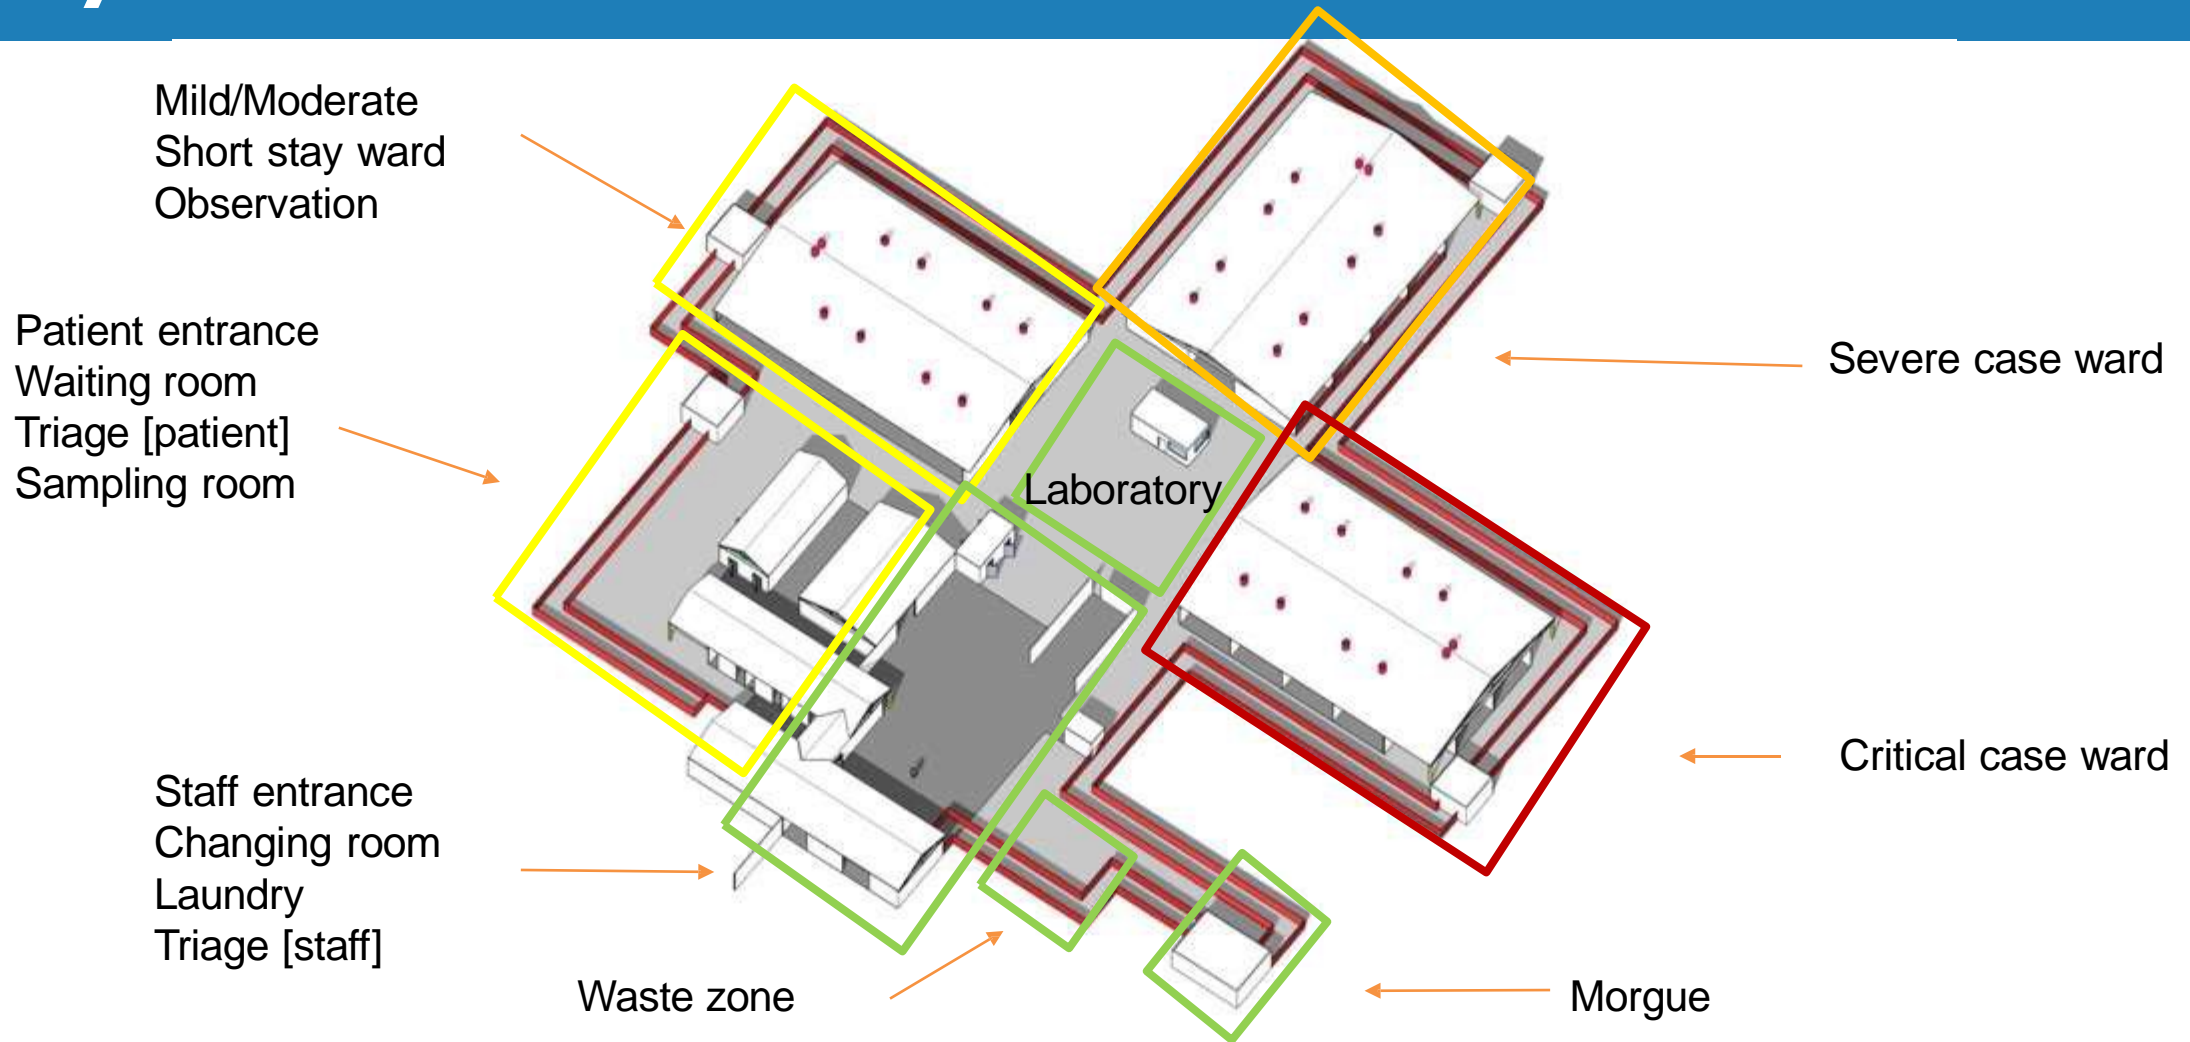 Mild/Moderate
Short stay ward
Observation
Patient entrance
Waiting room
Triage [patient]
Sampling room
Laboratory
Severe case ward
Critical case ward
Staff entrance
Changing room
Laundry
Triage [staff]
Waste zone
Morgue